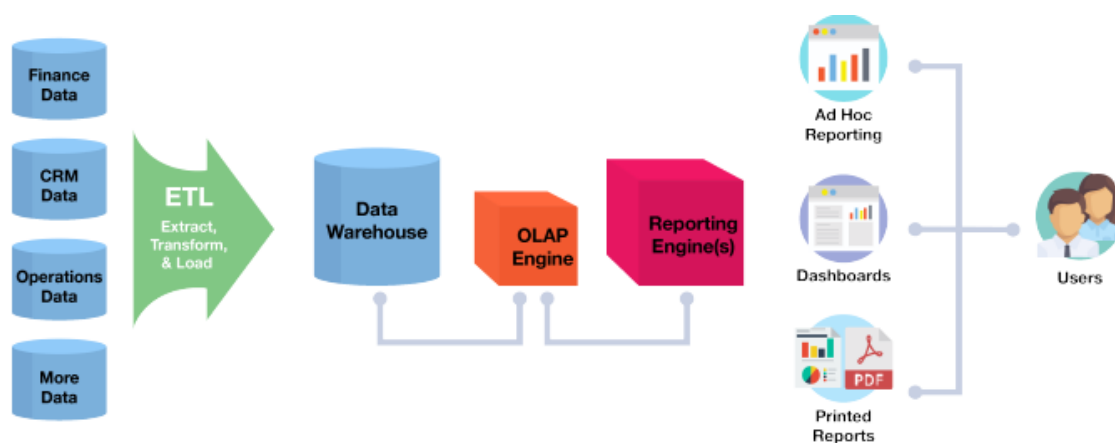 Finance
Data
CRM
Data
Operations
Data
More
Data
ETL
Extract,
Transform,
& Load
Data
Warehouse
OLAP
Engine
Reporting
Engine(s)
Ad Hoc
Reporting
Dashboards
PDF
Printed
Reports
Users